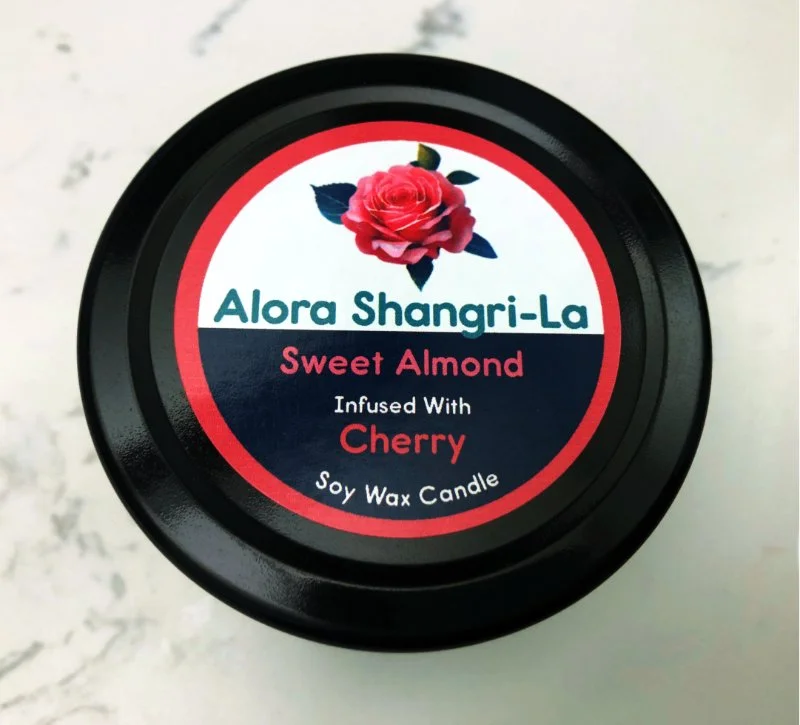 Alora Shangri-La
Sweet Almond
Infused With
Cherry
Soy Wax Candle